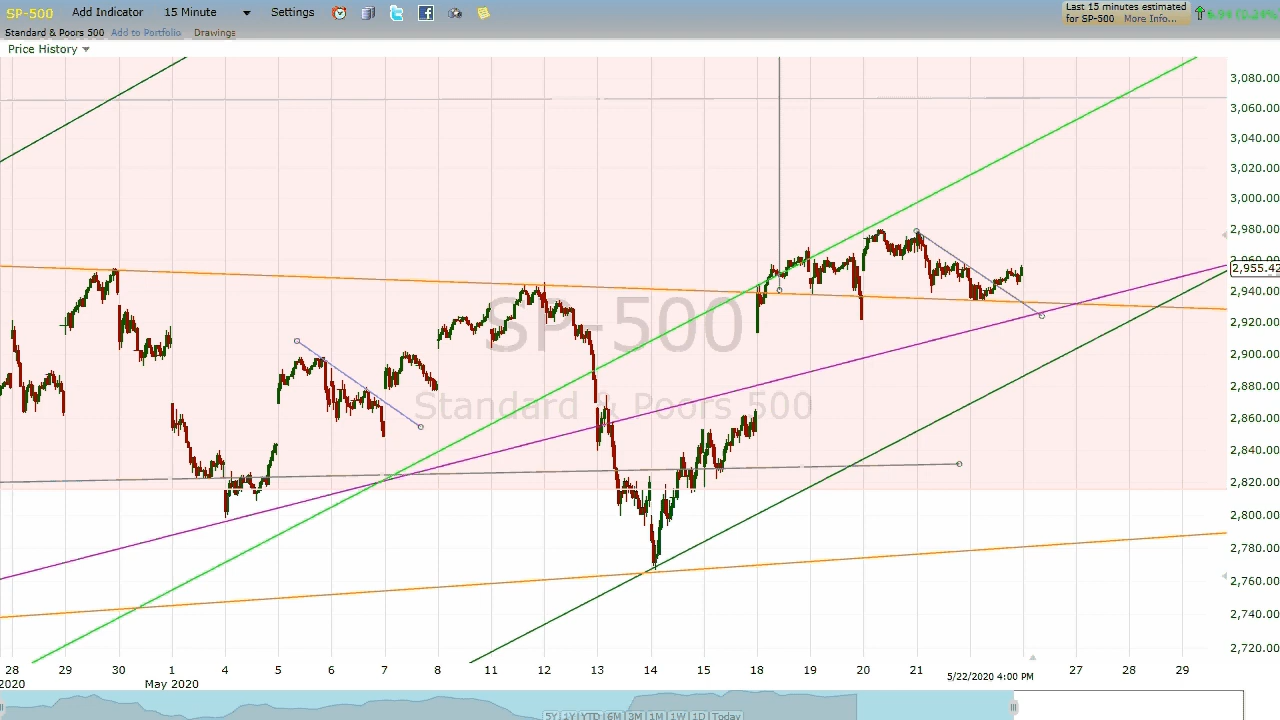 SP-500 Add Indicator 15 Minute Settings
Last 15 minutes estimated
for SP-500 More Info...
6.94 (0.24%
Standard & Poors 500 Add to Portfolio Drawings
Price History
3,080.00
3,060.00
3,040.00
3,020.00
3,000.00
2,980.00
2,955.42
2,940.00
2,920.00
2,900.00
2,880.00
2,860.00
2,840.00
2,820.00
2,800.00
2,780.00
2,760.00
2,740.00
2,720.00
SP-500
Standard & Poors 500
28 29 30 1 4 5 6 7 8 11 12 13 14 15 18 19 20 21 27 28 29
2020 May 2020 5/22/2020 4:00 PM
5Y 1Y YTD 6M 3M 1M 1W 1D Today